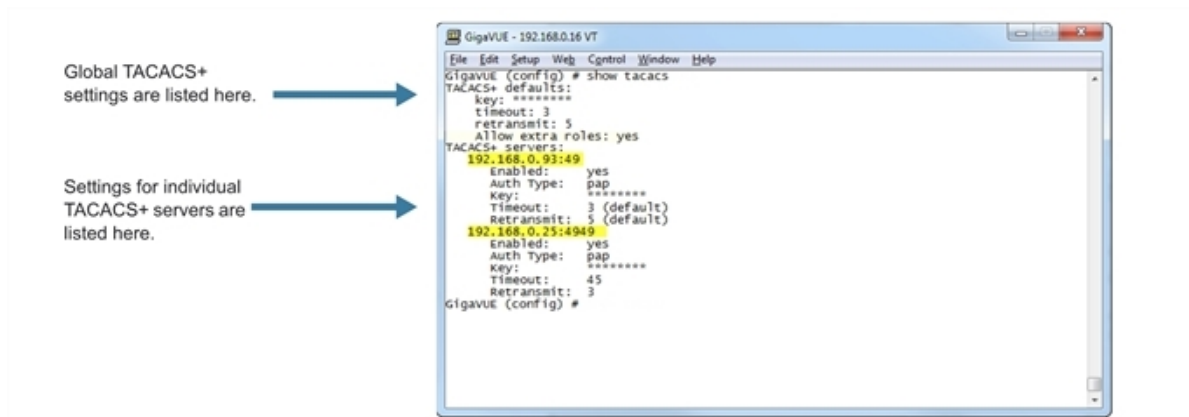 Global TACACS+
settings are listed here.
Settings for individual
TACACS+ servers are
listed here.
GigaVUE - 192.168.0.16 VT
File Edit Setup Web Control Window Help
GigaVUE (config) # show tacacs
TACACS+ defaults:
key: ********
timeout: 3
retransmit: 5
Allow extra roles: yes
TACACS+ servers:
192.168.0.93:49
Enabled: yes
Auth Type: pap
Key: ********
Timeout: 3 (default)
Retransmit: 5 (default)
192.168.0.25:4949
Enabled: yes
Auth Type: pap
Key: ********
Timeout: 45
Retransmit: 3
GigaVUE (config) #